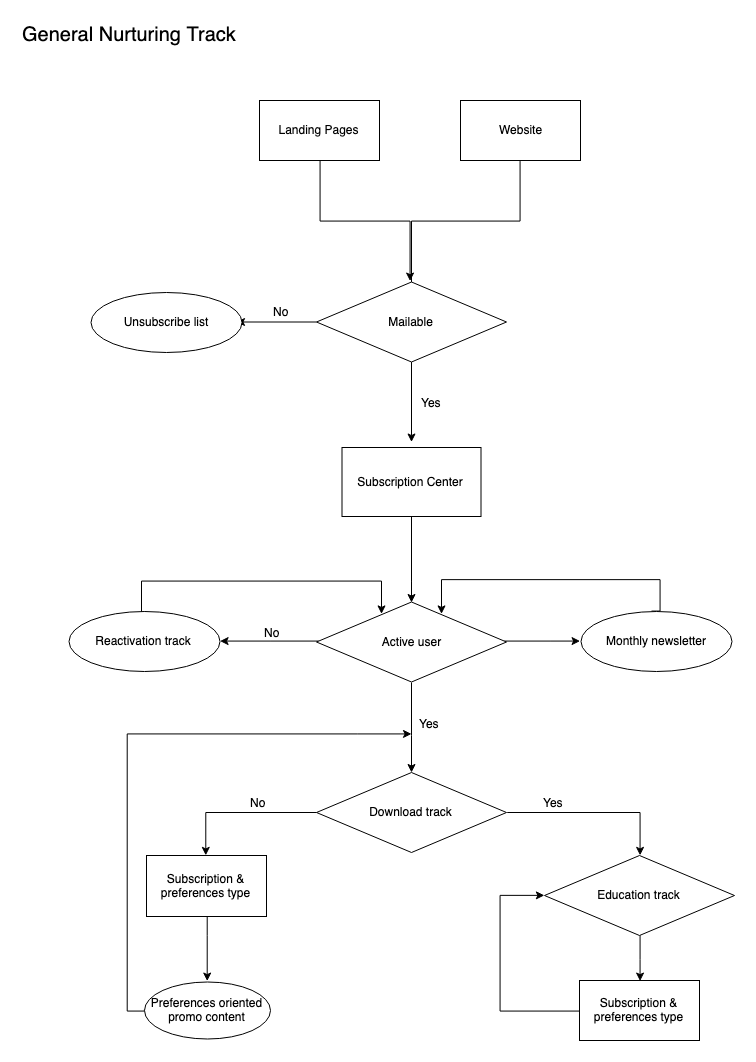 General Nurturing Track
Landing Pages
Website
Mailable
No
Unsubscribe list
Yes
Subscription Center
Reactivation track
No
Active user
Monthly newsletter
Yes
Download track
No
Yes
Subscription &
preferences type
Education track
Preferences oriented
promo content
Subscription &
preferences type